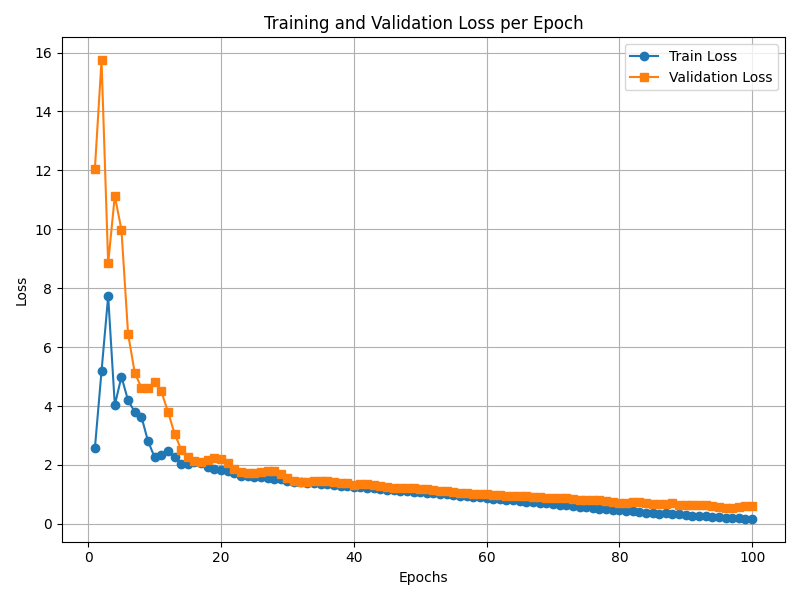 Training and Validation Loss per Epoch
Train Loss
Validation Loss
16
14
12
10
8
6
4
2
0
Loss
0 20 40 60 80 100
Epochs